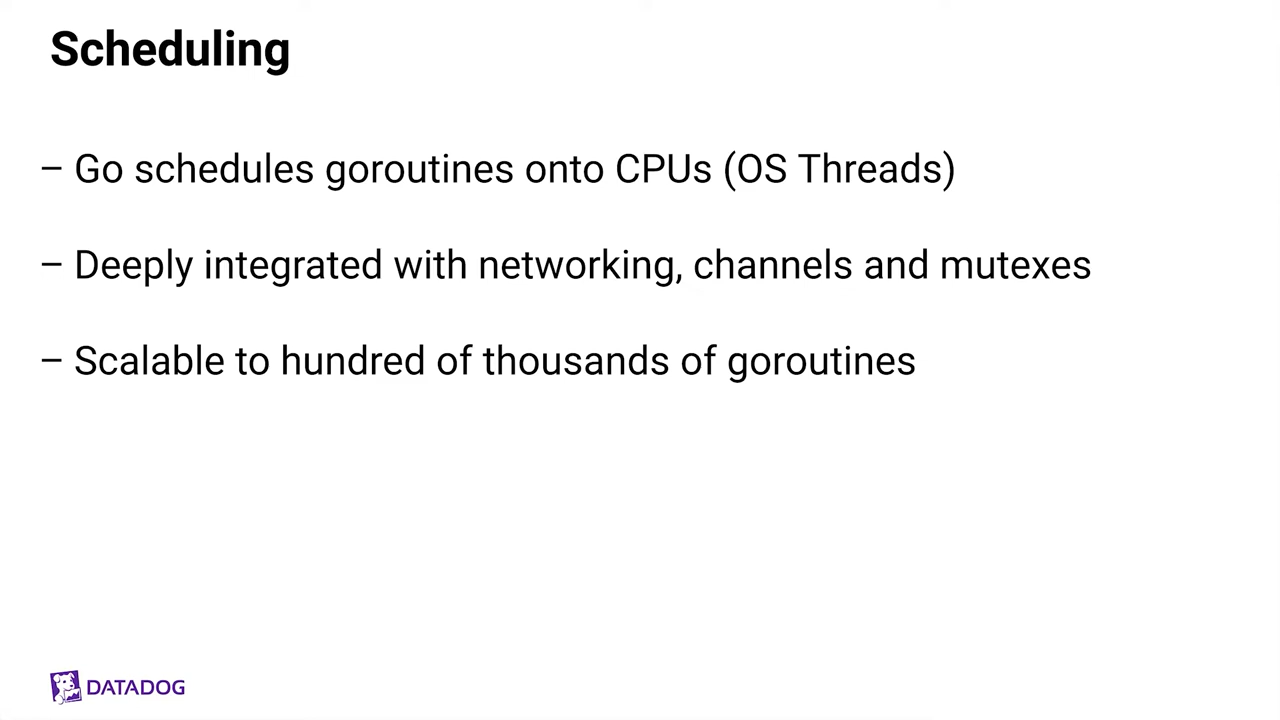 Scheduling
– Go schedules goroutines onto CPUs (OS Threads)
– Deeply integrated with networking, channels and mutexes
– Scalable to hundred of thousands of goroutines
DATADOG